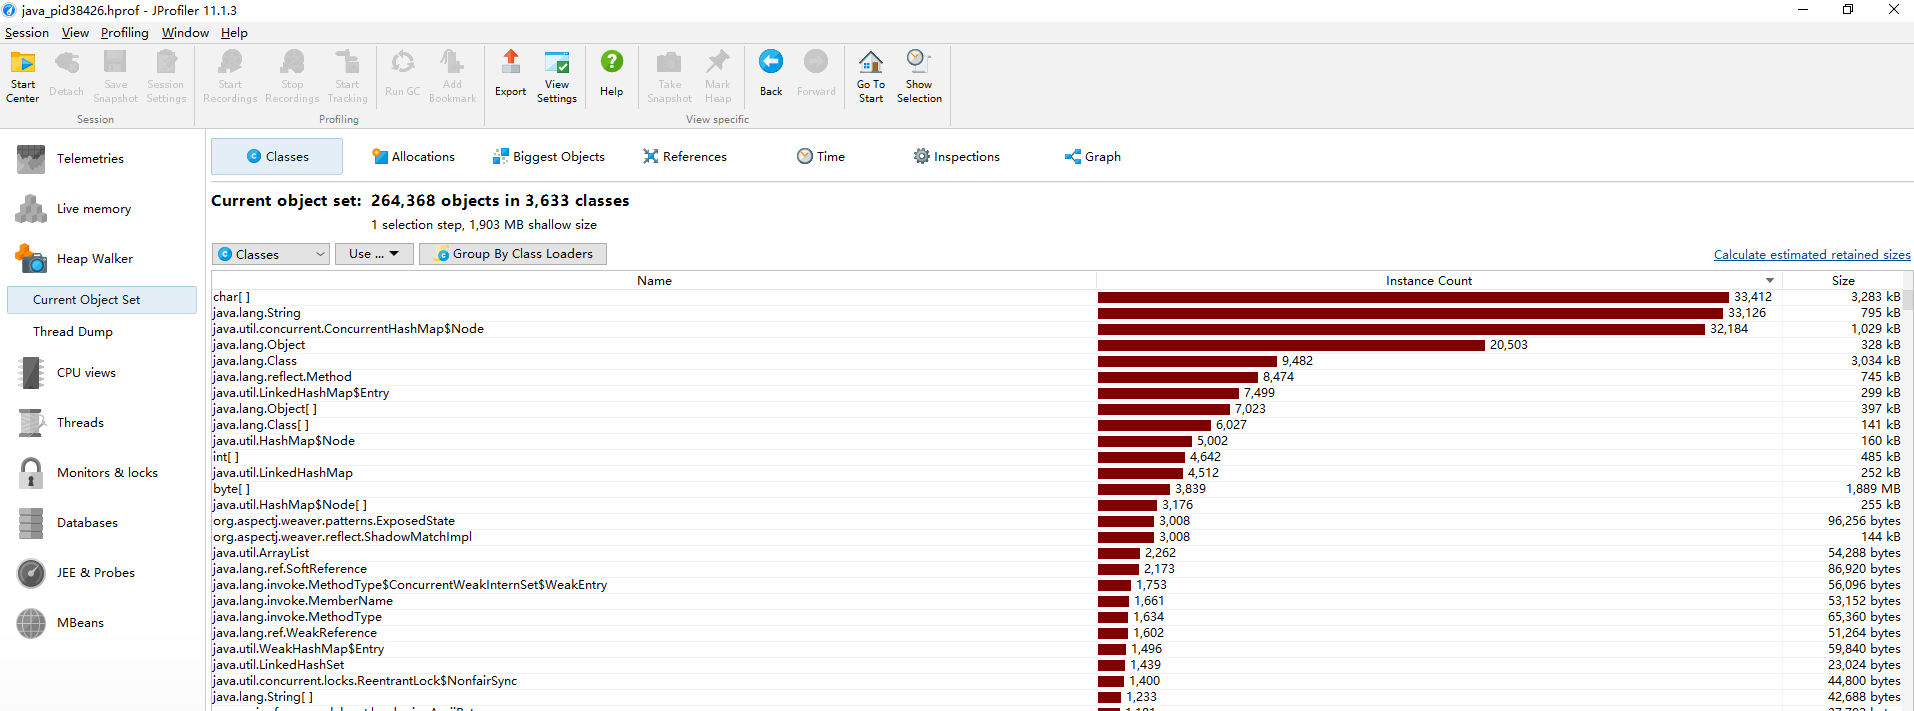 java_pid38426.hprof - JProfiler 11.1.3
Session View Profiling Window Help
Start Center
Detach
Save Snapshot
Session Settings
Start Recordings
Stop Recordings
Start Tracking
Run GC
Add Bookmark
Export
View Settings
Help
Take Snapshot
Mark Heap
Back
Forward
Go To Start
Show Selection
Session
Profiling
View specific
Telemetries
Live memory
Heap Walker
Current Object Set
Thread Dump
CPU views
Threads
Monitors & locks
Databases
JEE & Probes
MBeans
Classes Allocations Biggest Objects References Time Inspections Graph
Current object set: 264,368 objects in 3,633 classes
1 selection step, 1,903 MB shallow size
Classes Use ... Group By Class Loaders Calculate estimated retained sizes
Name Instance Count Size
char[ ] 33,412 3,283 kB
java.lang.String 33,126 795 kB
java.util.concurrent.ConcurrentHashMap$Node 32,184 1,029 kB
java.lang.Object 20,503 328 kB
java.lang.Class 9,482 3,034 kB
java.lang.reflect.Method 8,474 745 kB
java.util.LinkedHashMap$Entry 7,499 299 kB
java.lang.Object[ ] 7,023 397 kB
java.lang.Class[ ] 6,027 141 kB
java.util.HashMap$Node 5,002 160 kB
int[ ] 4,642 485 kB
java.util.LinkedHashMap 4,512 252 kB
byte[ ] 3,839 1,889 MB
java.util.HashMap$Node[ ] 3,176 255 kB
org.aspectj.weaver.patterns.ExposedState 3,008 96,256 bytes
org.aspectj.weaver.reflect.ShadowMatchImpl 3,008 144 kB
java.util.ArrayList 2,262 54,288 bytes
java.lang.ref.SoftReference 2,173 86,920 bytes
java.lang.invoke.MethodType$ConcurrentWeakInternSet$WeakEntry 1,753 56,096 bytes
java.lang.invoke.MemberName 1,661 53,152 bytes
java.lang.invoke.MethodType 1,634 65,360 bytes
java.lang.ref.WeakReference 1,602 51,264 bytes
java.util.WeakHashMap$Entry 1,496 59,840 bytes
java.util.LinkedHashSet 1,439 23,024 bytes
java.util.concurrent.locks.ReentrantLock$NonfairSync 1,400 44,800 bytes
java.lang.String[ ] 1,233 42,688 bytes